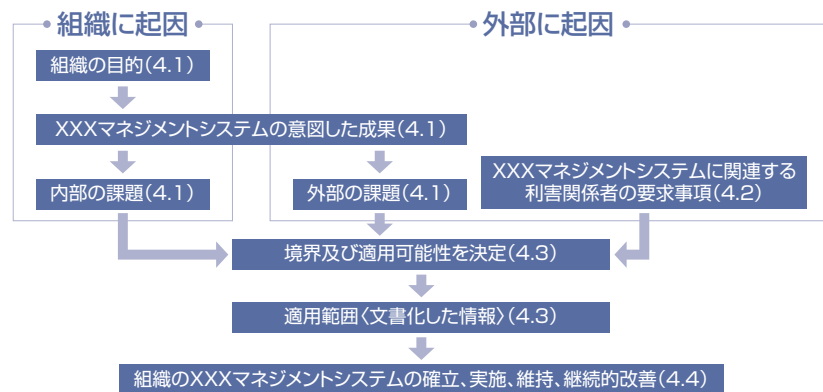 組織に起因
外部に起因
組織の目的(4.1)
XXXマネジメントシステムの意図した成果(4.1)
内部の課題(4.1)
外部の課題(4.1)
XXXマネジメントシステムに関連する
利害関係者の要求事項(4.2)
境界及び適用可能性を決定(4.3)
適用範囲〈文書化した情報〉(4.3)
組織のXXXマネジメントシステムの確立、実施、維持、継続的改善(4.4)